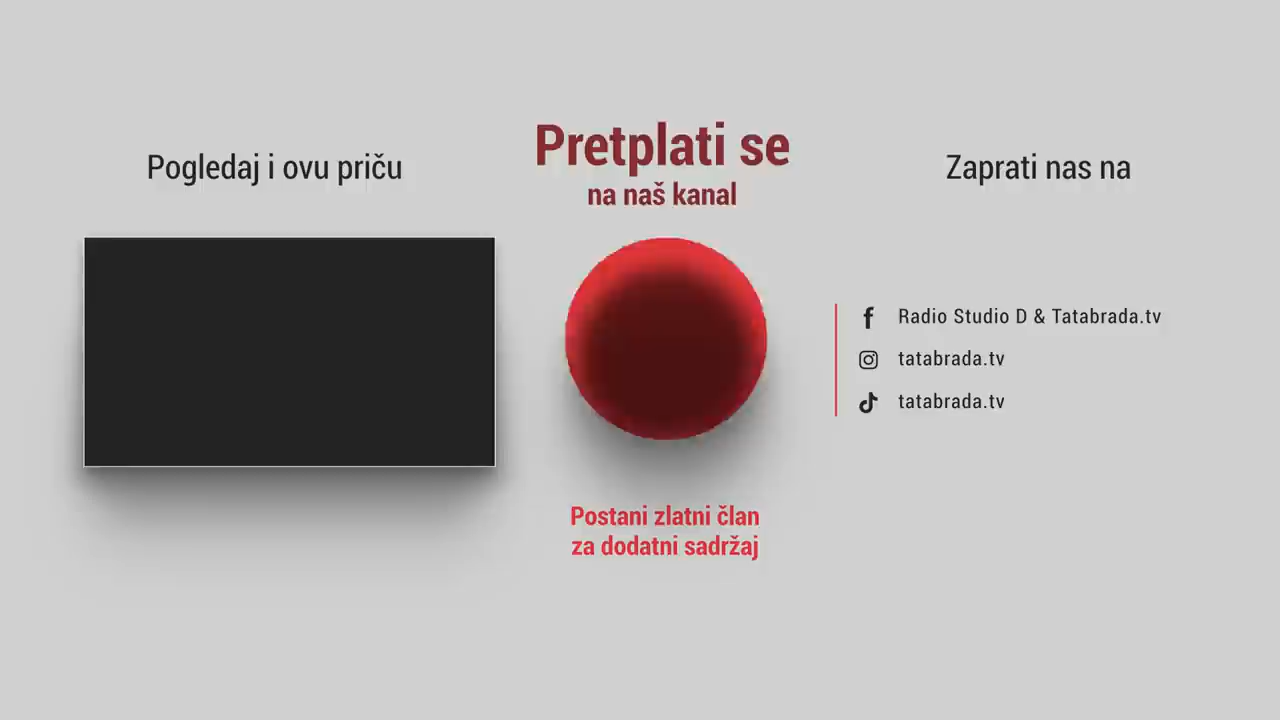 Pogledaj i ovu priču
Pretplati se
na naš kanal
Postani zlatni član
za dodatni sadržaj
Zaprati nas na
Radio Studio D & Tatabrada.tv
tatabrada.tv
tatabrada.tv